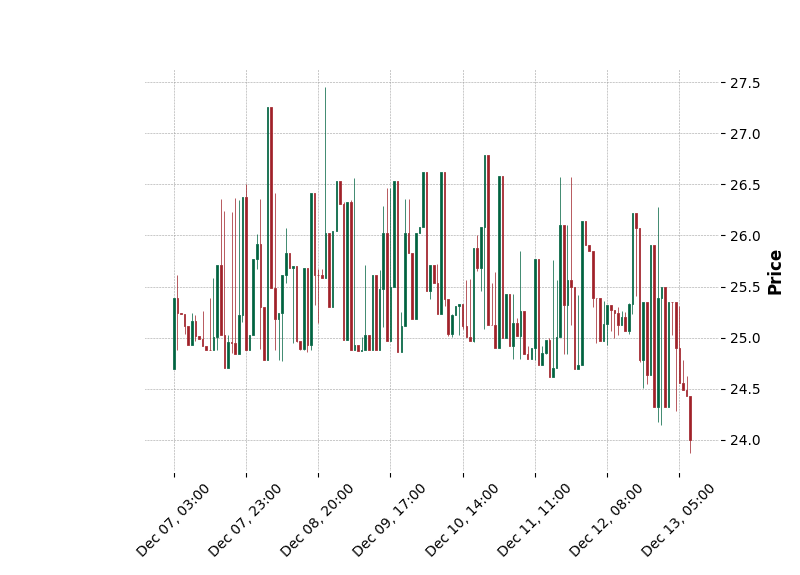 27.5
27.0
26.5
26.0
25.5
25.0
24.5
24.0
Price
Dec 07, 03:00
Dec 07, 23:00
Dec 08, 20:00
Dec 09, 17:00
Dec 10, 14:00
Dec 11, 11:00
Dec 12, 08:00
Dec 13, 05:00